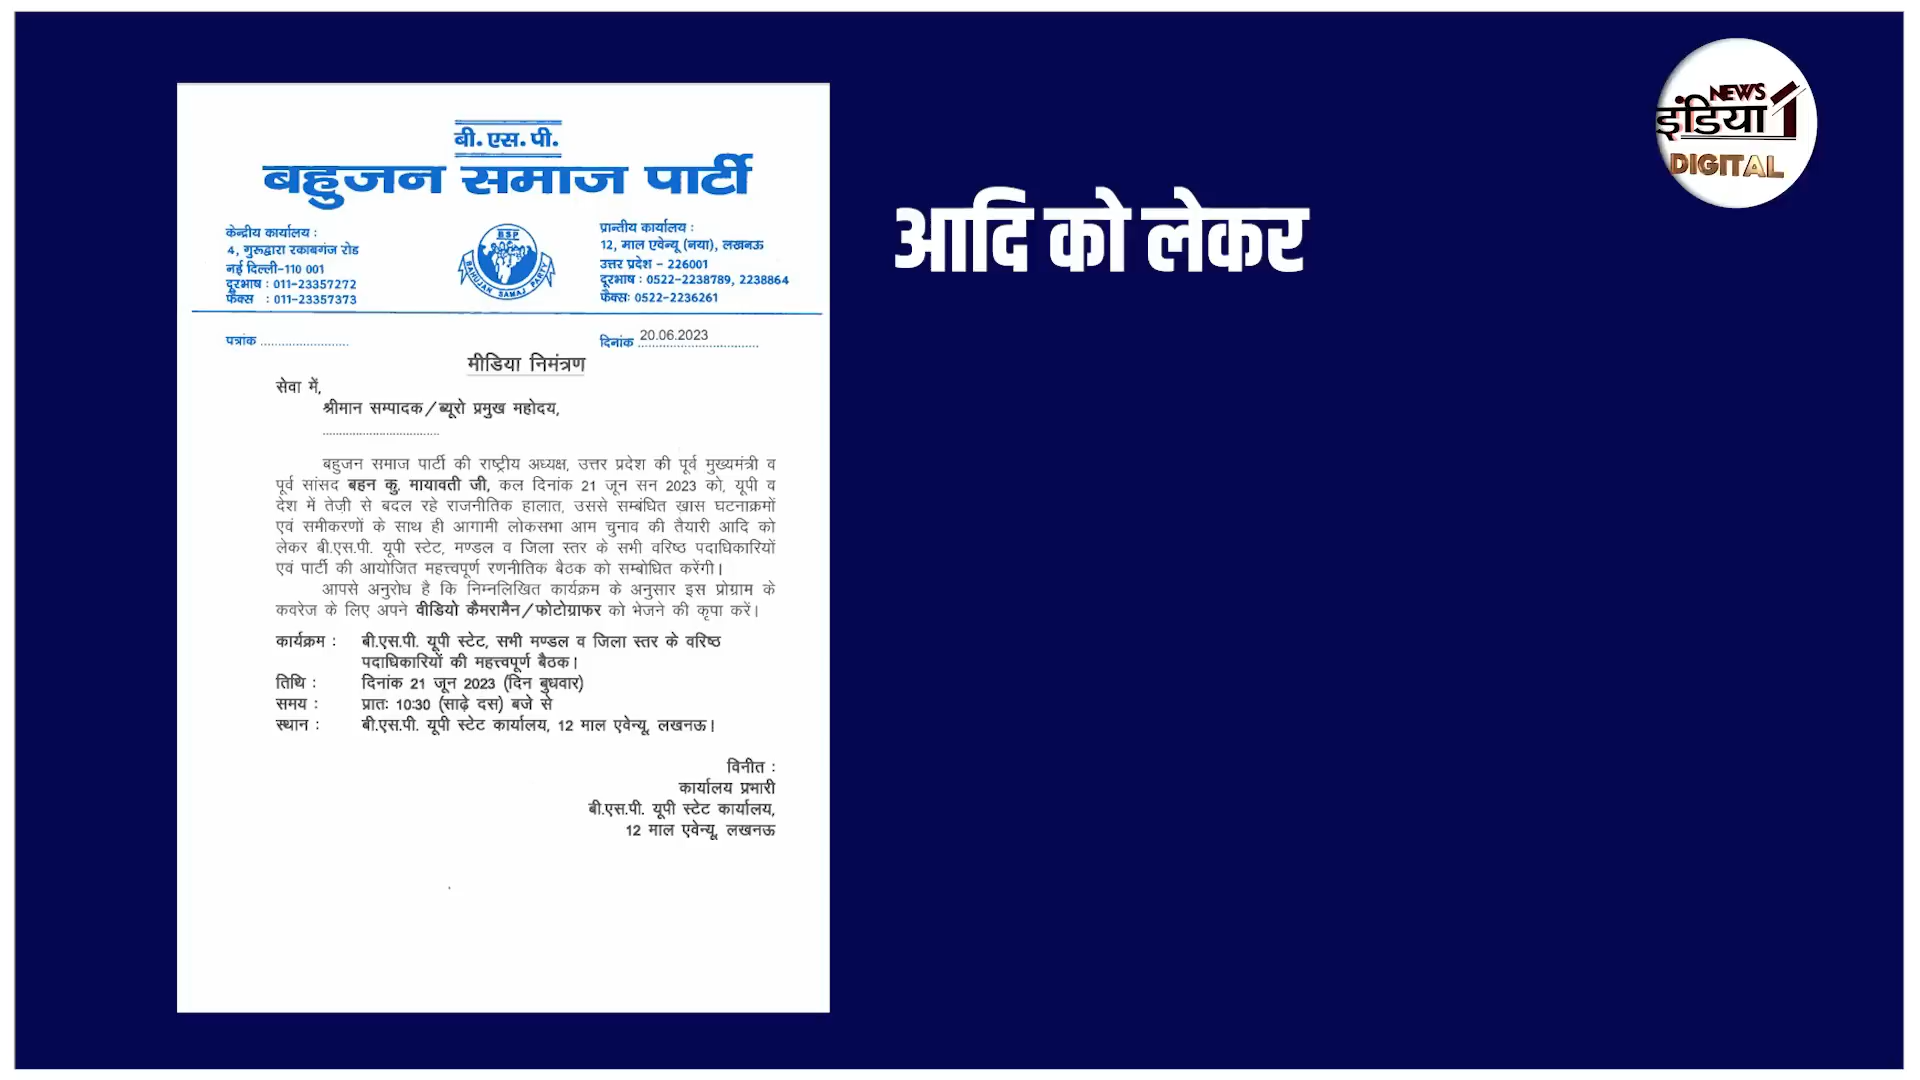 बी. एस. पी.
बहुजन समाज पार्टी
केन्द्रीय कार्यालय :
4, गुरूद्वारा रकाबगंज रोड
नई दिल्ली-110 001
दूरभाष : 011-23357272
फैक्स : 011-23357373
BSP
BAHUJAN SAMAJ PARTY
प्रान्तीय कार्यालय :
12, माल एवेन्यू (नया), लखनऊ
उत्तर प्रदेश - 226001
दूरभाष : 0522-2238789, 2238864
फैक्सः 0522-2236261
पत्रांक ..........................
दिनांक 20.06.2023
मीडिया निमंत्रण
सेवा में,
श्रीमान सम्पादक/ब्यूरो प्रमुख महोदय,
....................................
बहुजन समाज पार्टी की राष्ट्रीय अध्यक्ष, उत्तर प्रदेश की पूर्व मुख्यमंत्री व
पूर्व सांसद बहन कु. मायावती जी, कल दिनांक 21 जून सन 2023 को, यूपी व
देश में तेज़ी से बदल रहे राजनीतिक हालात, उससे सम्बंधित ख़ास घटनाक्रमों
एवं समीकरणों के साथ ही आगामी लोकसभा आम चुनाव की तैयारी आदि को
लेकर बी.एस.पी. यूपी स्टेट, मण्डल व जिला स्तर के सभी वरिष्ठ पदाधिकारियों
एवं पार्टी की आयोजित महत्त्वपूर्ण रणनीतिक बैठक को सम्बोधित करेंगी।
आपसे अनुरोध है कि निम्नलिखित कार्यक्रम के अनुसार इस प्रोग्राम के
कवरेज के लिए अपने वीडियो कैमरामैन/फोटोग्राफर को भेजने की कृपा करें।
कार्यक्रम : बी.एस.पी. यूपी स्टेट, सभी मण्डल व जिला स्तर के वरिष्ठ
पदाधिकारियों की महत्त्वपूर्ण बैठक।
तिथि : दिनांक 21 जून 2023 (दिन बुधवार)
समय : प्रातः 10:30 (साढ़े दस) बजे से
स्थान : बी.एस.पी. यूपी स्टेट कार्यालय, 12 माल एवेन्यू, लखनऊ।
विनीत :
कार्यालय प्रभारी
बी.एस.पी. यूपी स्टेट कार्यालय,
12 माल एवेन्यू, लखनऊ
आदि को लेकर
NEWS
इंडिया 1
DIGITAL